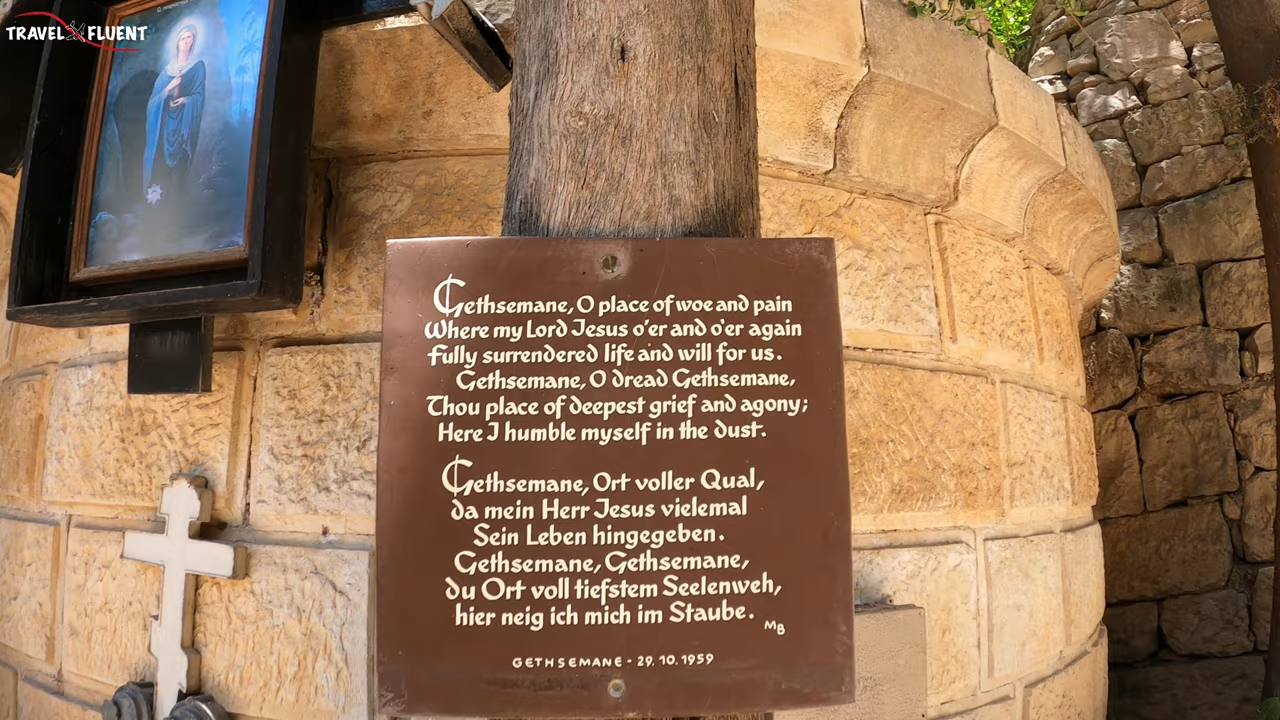 TRAVEL FLUENT
Gethsemane, O place of woe and pain
Where my Lord Jesus o'er and o'er again
Fully surrendered life and will for us.
Gethsemane, O dread Gethsemane,
Thou place of deepest grief and agony;
Here I humble myself in the dust.
Gethsemane, Ort voller Qual,
da mein Herr Jesus vielemal
Sein Leben hingegeben.
Gethsemane, Gethsemane,
du Ort voll tiefstem Seelenweh,
hier neig ich mich im Staube.
MB
GETHSEMANE - 29. 10. 1959